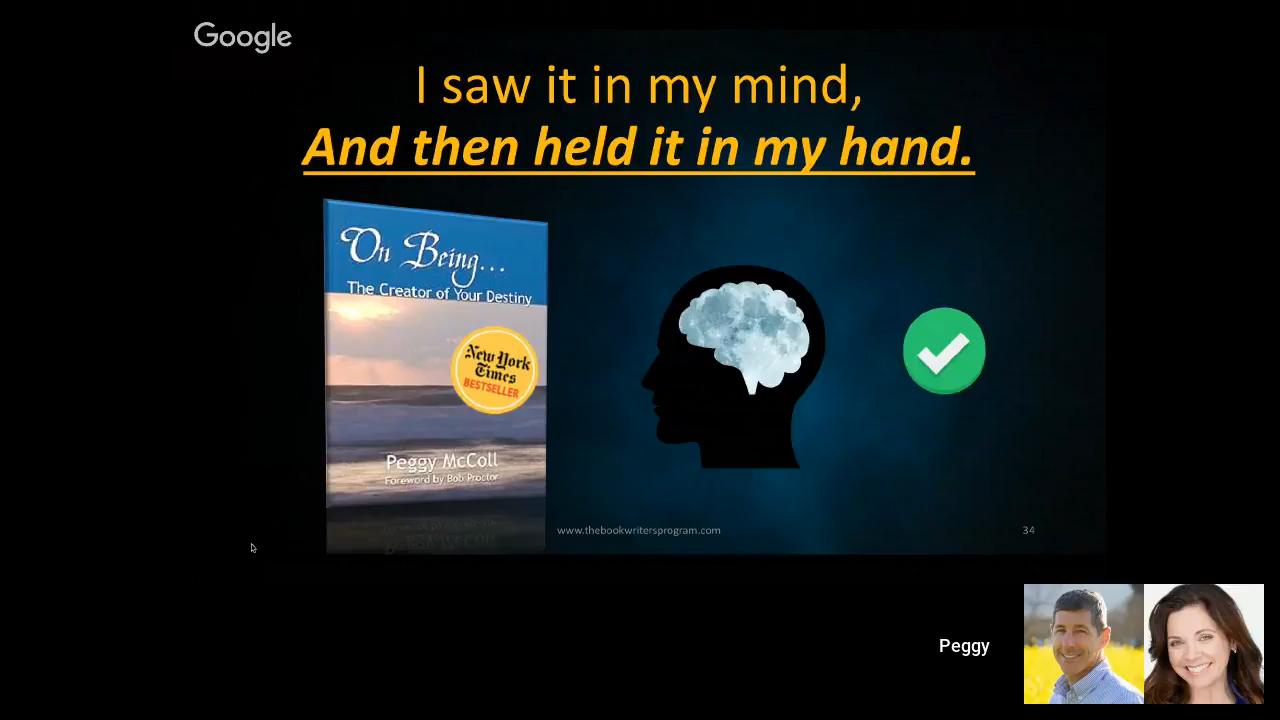 Google
I saw it in my mind,
And then held it in my hand.
On Being...
The Creator of Your Destiny
New York
Times
BESTSELLER
Peggy McColl
Foreword by Bob Proctor
www.thebookwritersprogram.com
34
Peggy